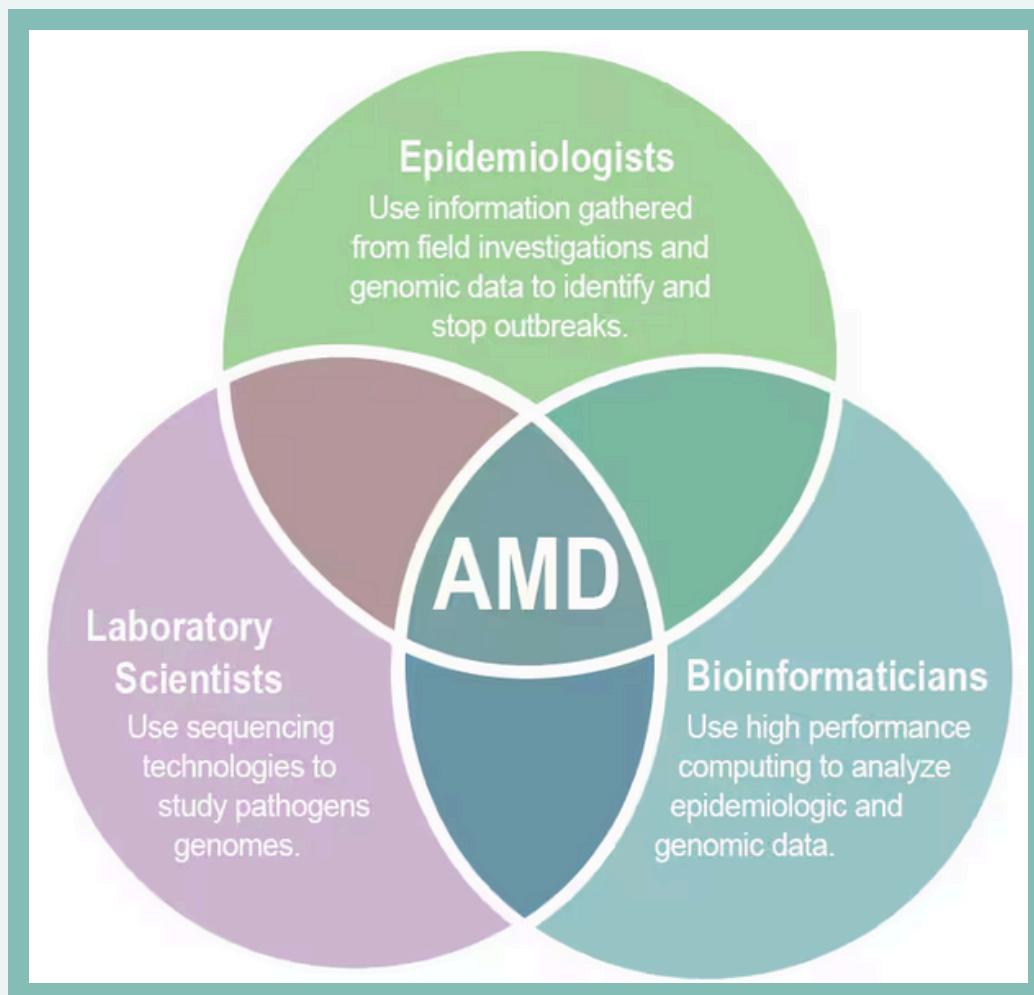 Epidemiologists
Use information gathered
from field investigations and
genomic data to identify and
stop outbreaks.
AMD
Laboratory
Scientists
Use sequencing
technologies to
study pathogens
genomes.
Bioinformaticians
Use high performance
computing to analyze
epidemiologic and
genomic data.